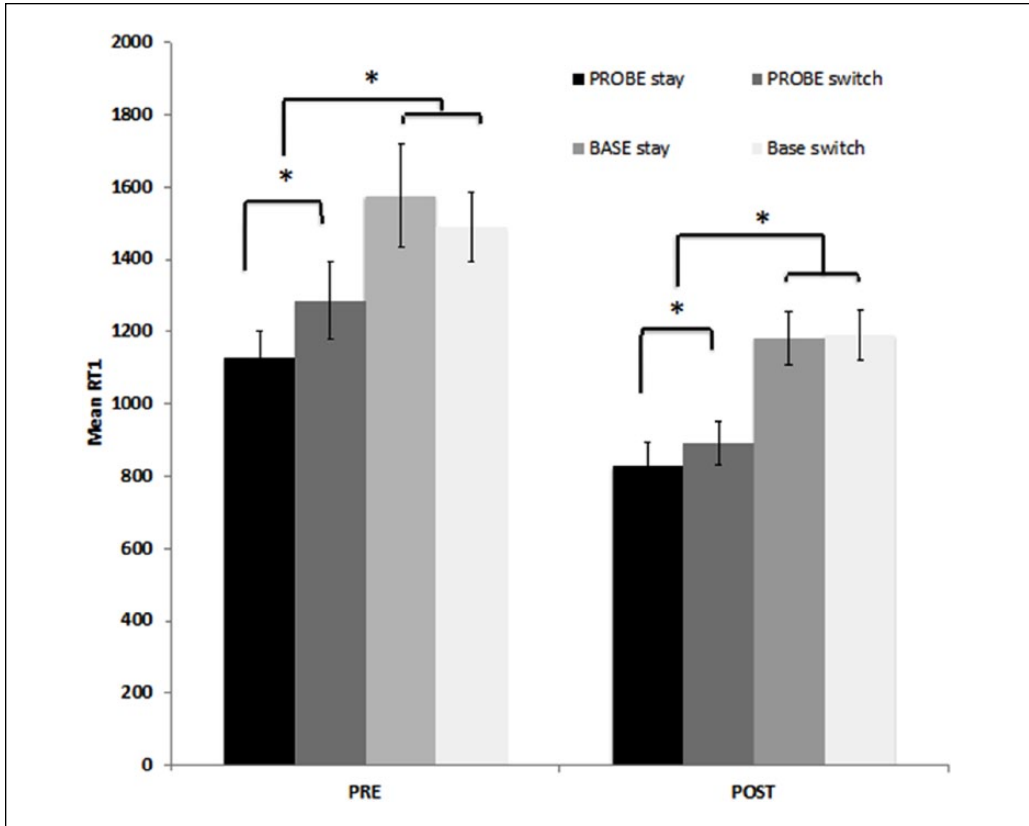 2000
1800
1600
1400
1200
1000
800
600
400
200
0
Mean RT1
PROBE stay
PROBE switch
BASE stay
Base switch
*
*
*
*
PRE
POST